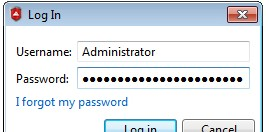 Log In
Username: Administrator
Password: ●●●●●●●●●●●●●●●●●●●●●●●
I forgot my password
Log in Cancel